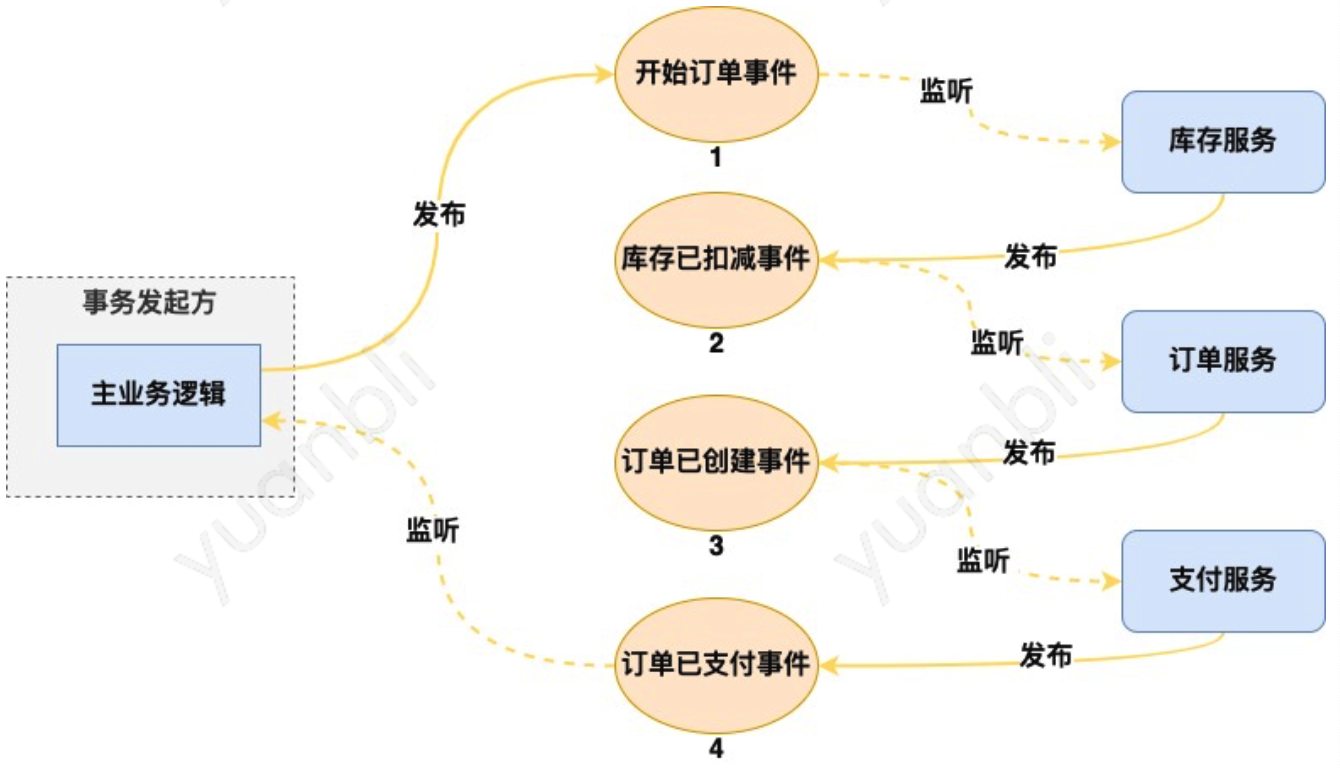 开始订单事件
监听
库存服务
1
发布
库存已扣减事件
发布
事务发起方
2
监听
订单服务
主业务逻辑
订单已创建事件
发布
监听
3
监听
支付服务
订单已支付事件
发布
4
yuanbli
yuanbli